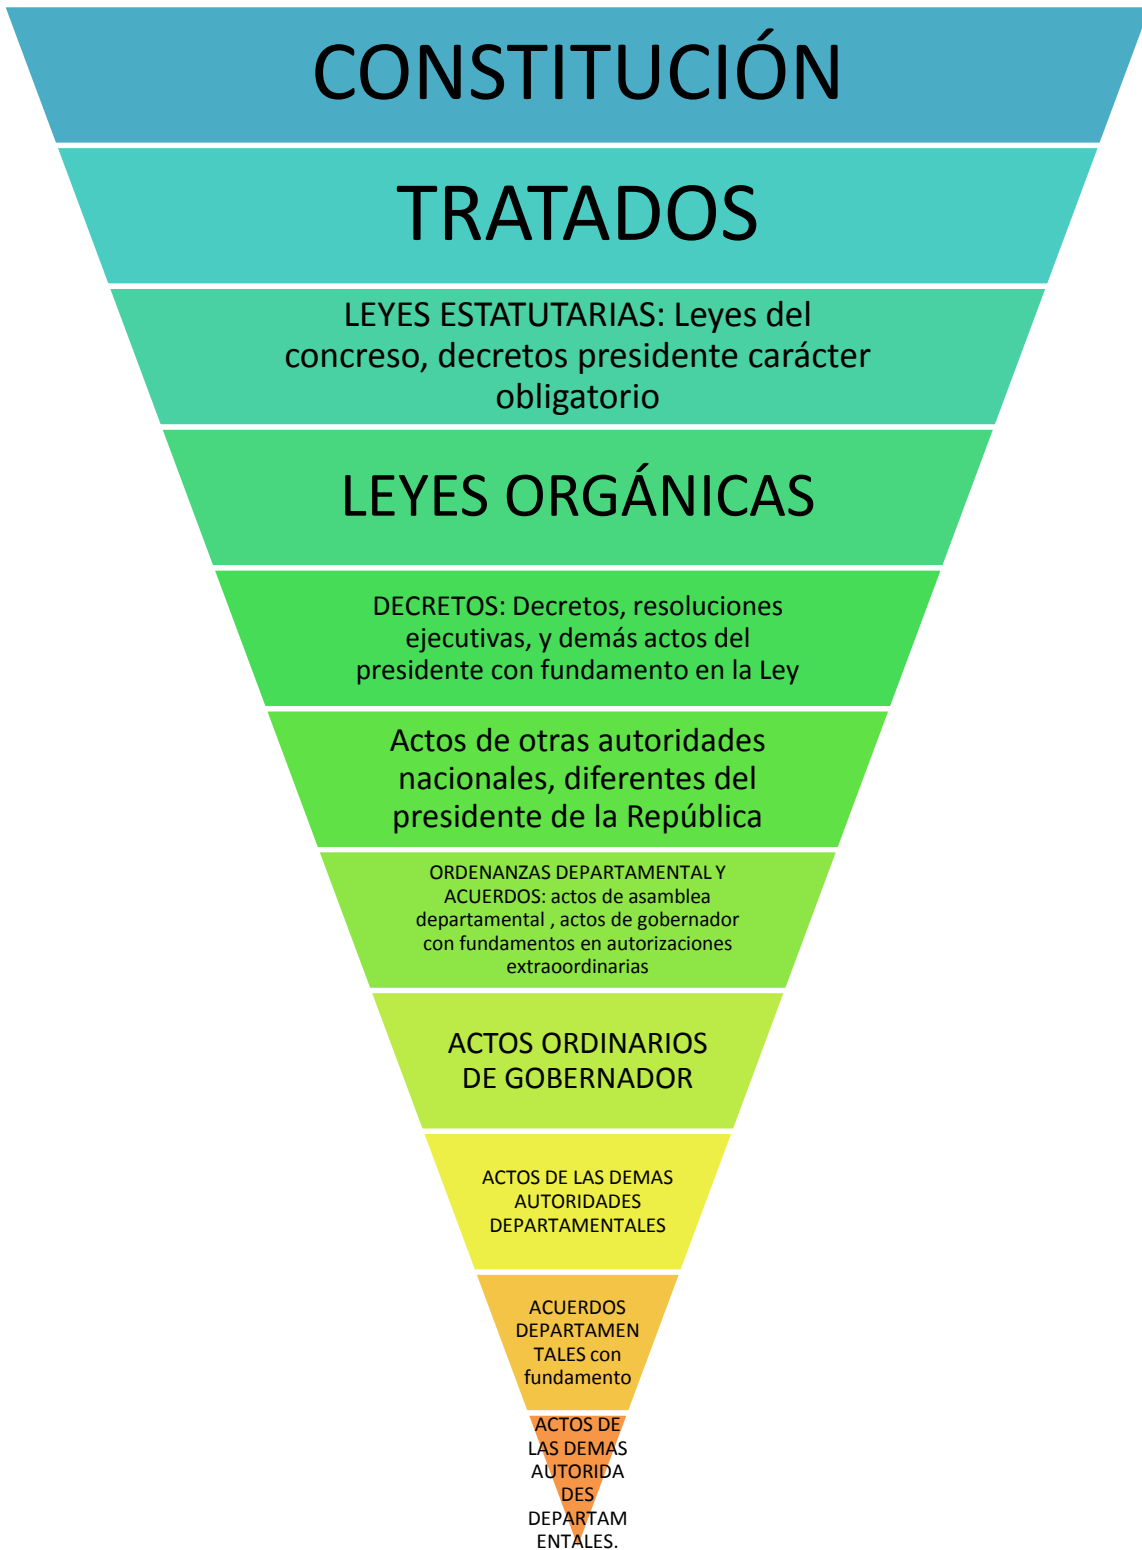 CONSTITUCIÓN
TRATADOS
LEYES ESTATUTARIAS: Leyes del
concreso, decretos presidente carácter
obligatorio
LEYES ORGÁNICAS
DECRETOS: Decretos, resoluciones
ejecutivas, y demás actos del
presidente con fundamento en la Ley
Actos de otras autoridades
nacionales, diferentes del
presidente de la República
ORDENANZAS DEPARTAMENTAL Y
ACUERDOS: actos de asamblea
departamental , actos de gobernador
con fundamentos en autorizaciones
extraoordinarias
ACTOS ORDINARIOS
DE GOBERNADOR
ACTOS DE LAS DEMAS
AUTORIDADES
DEPARTAMENTALES
ACUERDOS
DEPARTAMEN
TALES con
fundamento
ACTOS DE
LAS DEMAS
AUTORIDA
DES
DEPARTAM
ENTALES.